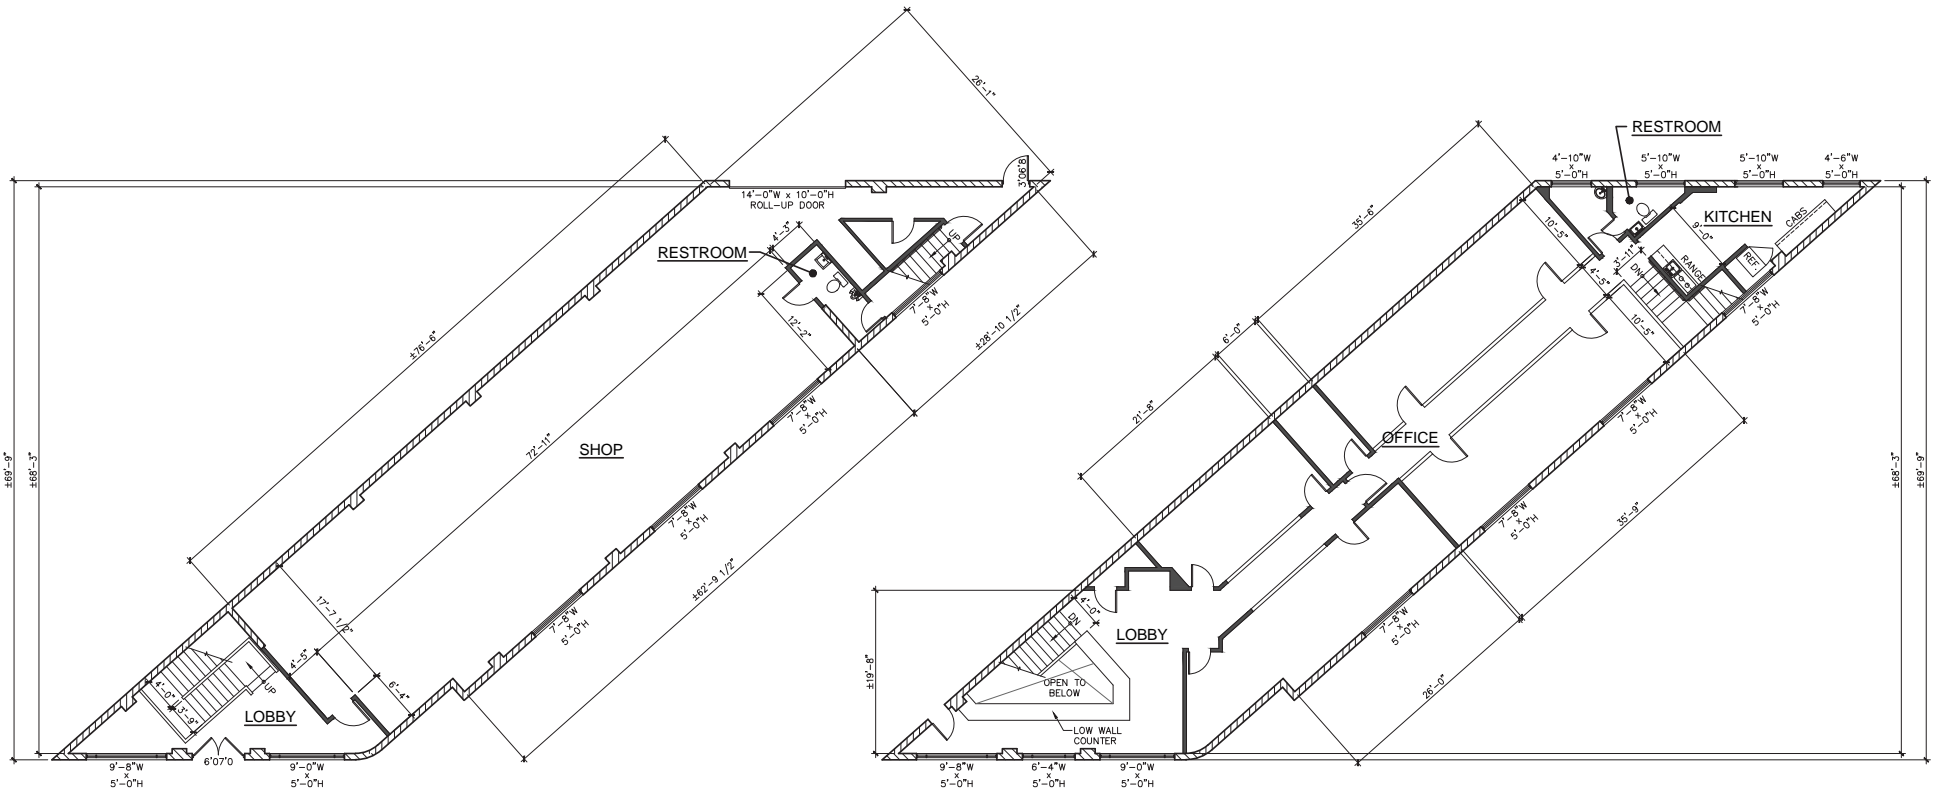 26'-1"
14'-0"W x 10'-0"H
ROLL-UP DOOR
3'06'8
4'-3"
RESTROOM
UP
7'-8"W
x
5'-0"H
±28'-10 1/2"
12'-2"
±76'-6"
72'-11"
SHOP
7'-8"W
x
5'-0"H
7'-8"W
x
5'-0"H
7'-8"W
x
5'-0"H
±62'-9 1/2"
±69'-9"
±68'-3"
17'-7 1/2"
4'-5"
6'-4"
4'-0"
3'-9"
UP
LOBBY
9'-8"W
x
5'-0"H
6'07'0
9'-0"W
x
5'-0"H
RESTROOM
4'-10"W
x
5'-0"H
5'-10"W
x
5'-0"H
5'-10"W
x
5'-0"H
4'-6"W
x
5'-0"H
KITCHEN
CABS
9'-0"
REF.
RANGE
3'-11"
DN
10'-5"
4'-5"
10'-5"
7'-8"W
x
5'-0"H
35'-6"
6'-0"
21'-8"
OFFICE
7'-8"W
x
5'-0"H
7'-8"W
x
5'-0"H
7'-8"W
x
5'-0"H
35'-9"
26'-0"
±68'-3"
±69'-9"
±19'-8"
4'-0"
DN
LOBBY
OPEN TO
BELOW
LOW WALL
COUNTER
9'-8"W
x
5'-0"H
6'-4"W
x
5'-0"H
9'-0"W
x
5'-0"H